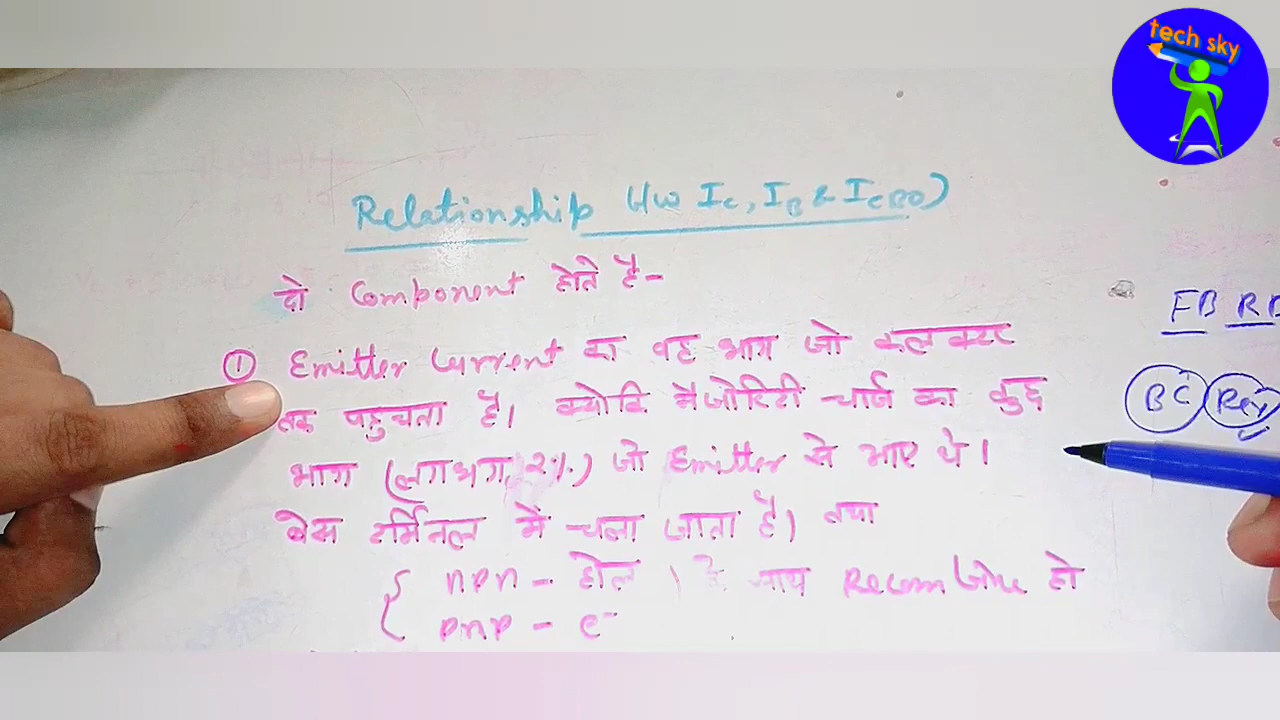 tech sky
Relationship b/w Ic, IB & ICBO)
दो Component होते है-
① Emitter Current का वह भाग जो कलक्टर
तक पहुचता है। क्योकि मेजोरिटी चार्ज का कुछ
भाग (लगभग 2%) जो Emitter से आए थे।
बेस टर्मिनल में चला जाता है। तथा
npn - होल के साथ Recombine हो
pnp - e-
FB RB
BC Rev